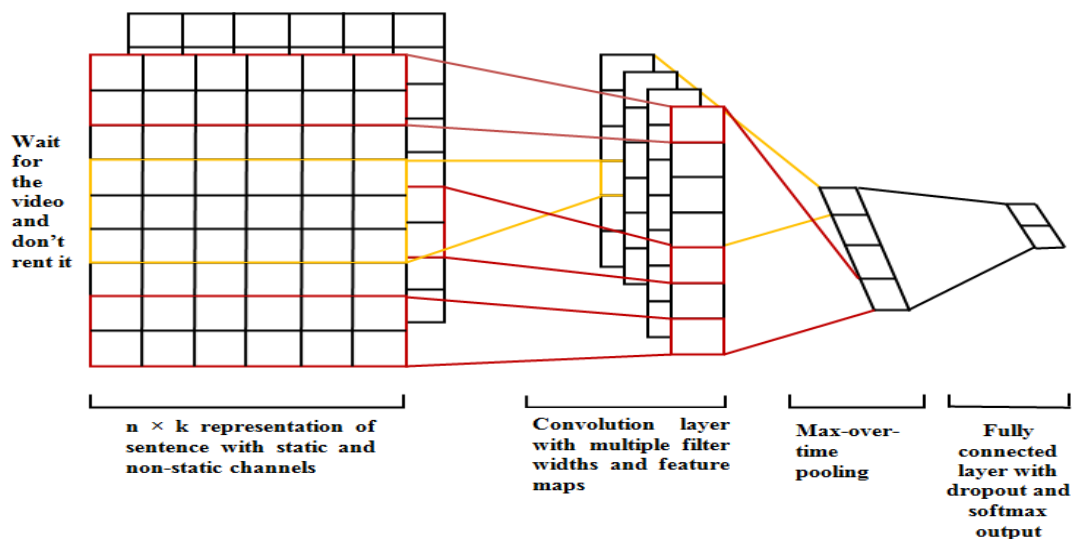 Wait
for
the
video
and
don’t
rent it
n × k representation of
sentence with static and
non-static channels
Convolution layer
with multiple filter
widths and feature
maps
Max-over-
time
pooling
Fully
connected
layer with
dropout and
softmax
output